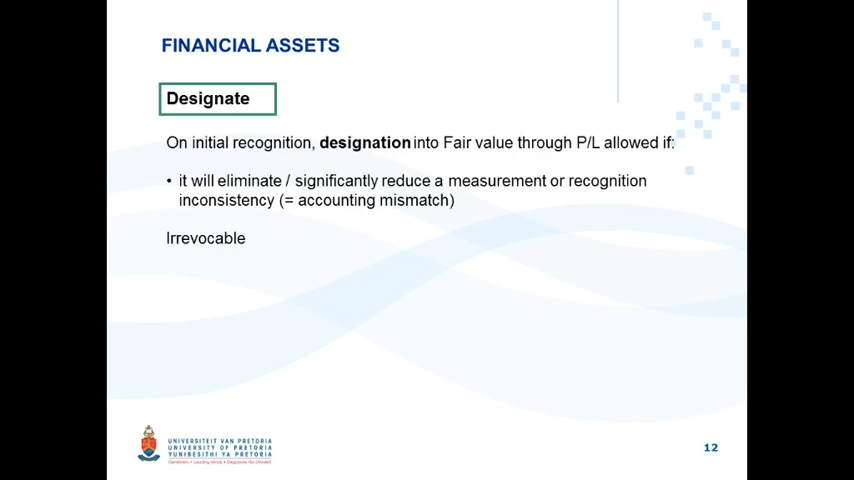 FINANCIAL ASSETS
Designate
On initial recognition, designation into Fair value through P/L allowed if:
• it will eliminate / significantly reduce a measurement or recognition
inconsistency (= accounting mismatch)
Irrevocable
UNIVERSITEIT VAN PRETORIA
UNIVERSITY OF PRETORIA
YUNIBESITHI YA PRETORIA
12